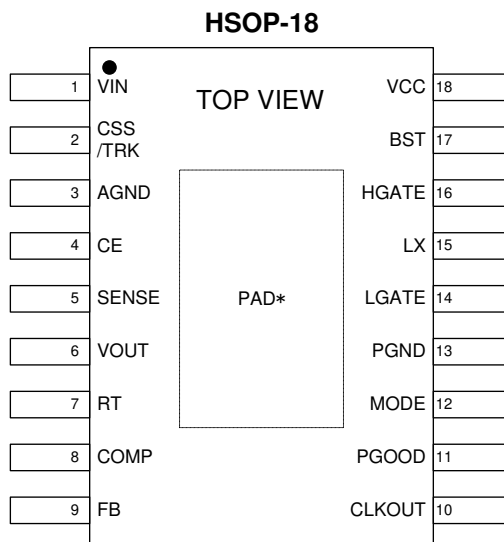 HSOP-18
TOP VIEW
1 VIN
2 CSS
/TRK
3 AGND
4 CE
5 SENSE
6 VOUT
7 RT
8 COMP
9 FB
PAD*
VCC 18
BST 17
HGATE 16
LX 15
LGATE 14
PGND 13
MODE 12
PGOOD 11
CLKOUT 10